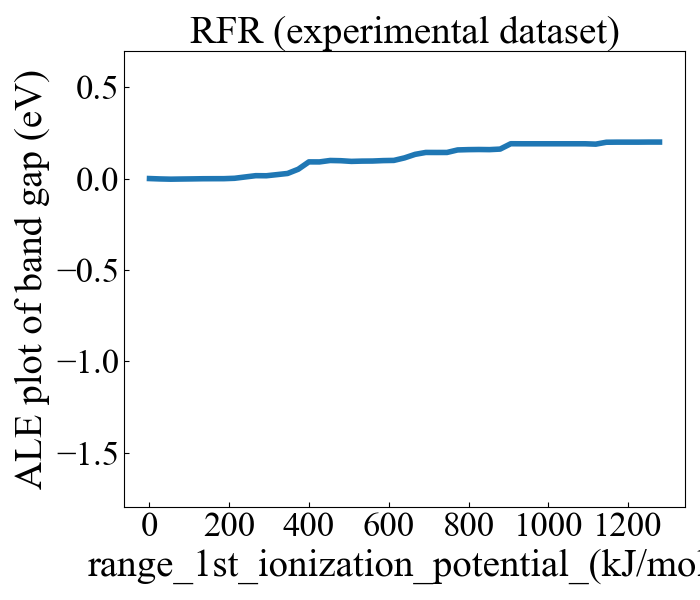 RFR (experimental dataset)
ALE plot of band gap (eV)
0.5
0.0
−0.5
−1.0
−1.5
0 200 400 600 800 1000 1200
range_1st_ionization_potential_(kJ/mol